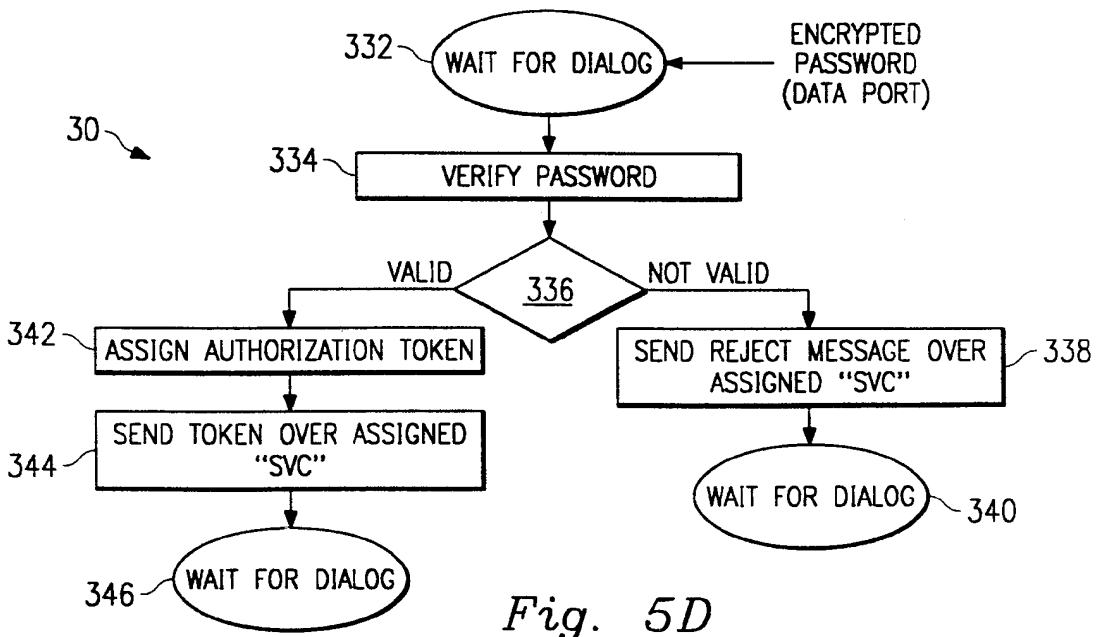 332
WAIT FOR DIALOG
ENCRYPTED
PASSWORD
(DATA PORT)
30
334
VERIFY PASSWORD
VALID
336
NOT VALID
342
ASSIGN AUTHORIZATION TOKEN
SEND REJECT MESSAGE OVER
ASSIGNED "SVC"
338
344
SEND TOKEN OVER ASSIGNED
"SVC"
WAIT FOR DIALOG
340
346
WAIT FOR DIALOG
Fig. 5D